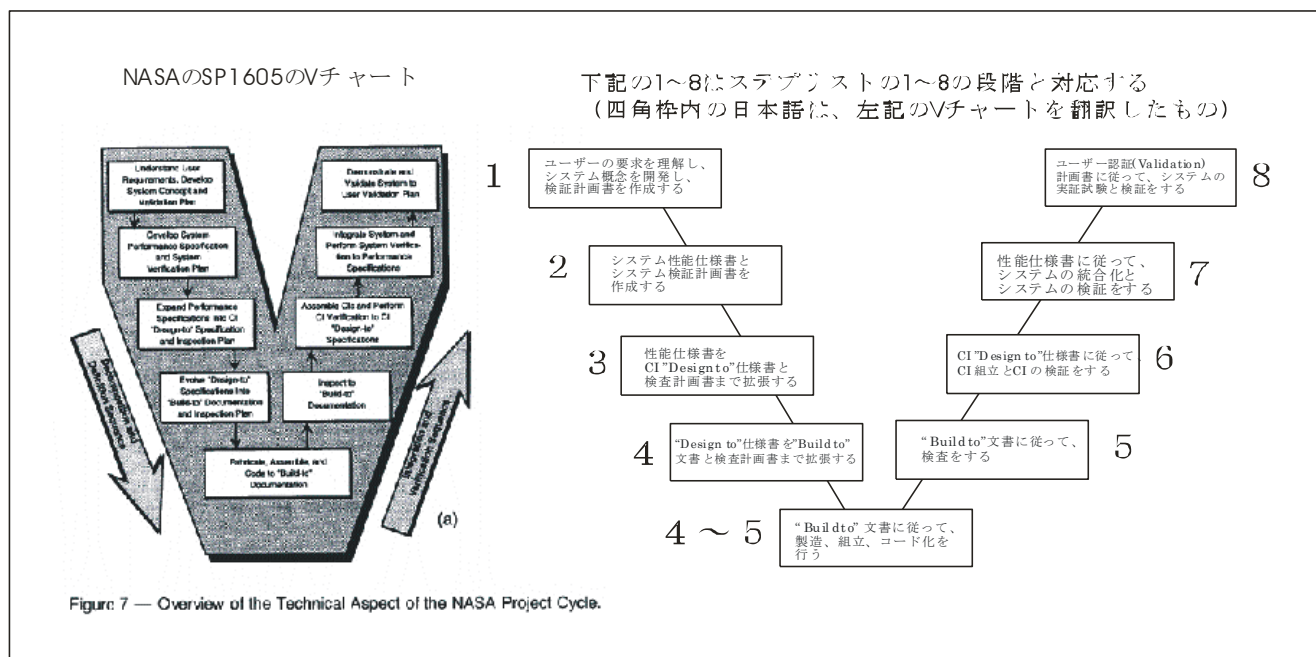 NASAのSP1605のVチャート
下記の1~8はステプリストの1~8の段階と対応する
(四角枠内の日本語は、左記のVチャートを翻訳したもの)
Understand User
Requirements, Develop
System Concept and
Validation Plan
Develop System
Performance Specification
and System
Verification Plan
Expand Performance
Specifications into CI
"Design-to" Specification
and Inspection Plan
Evolve "Design-to"
Specifications into
"Build-to" Documentation
and Inspection Plan
Fabricate, Assemble, and
Code to "Build-to"
Documentation
Inspect to
"Build-to"
Documentation
Assemble CIs and Perform
CI Verification to CI
"Design-to"
Specifications
Integrate System and
Perform System Verifica-
tion to Performance
Specifications
Demonstrate and
Validate System to
User Validation Plan
Decomposition and
Definition Sequence
Integration and
Verification Sequence
(a)
Figure 7 — Overview of the Technical Aspect of the NASA Project Cycle.
1
ユーザーの要求を理解し、
システム概念を開発し、
検証計画書を作成する
2
システム性能仕様書と
システム検証計画書を
作成する
3
性能仕様書を
CI"Design to"仕様書と
検査計画書まで拡張する
4
"Design to"仕様書を"Build to"
文書と検査計画書まで拡張する
4～5
"Build to" 文書に従って、
製造、組立、コード化を
行う
"Build to"文書に従って、
検査をする
5
CI"Design to"仕様書に従って、
CI組立とCIの検証をする
6
性能仕様書に従って、
システムの統合化と
システムの検証をする
7
ユーザー認証(Validation)
計画書に従って、システムの
実証試験と検証をする
8